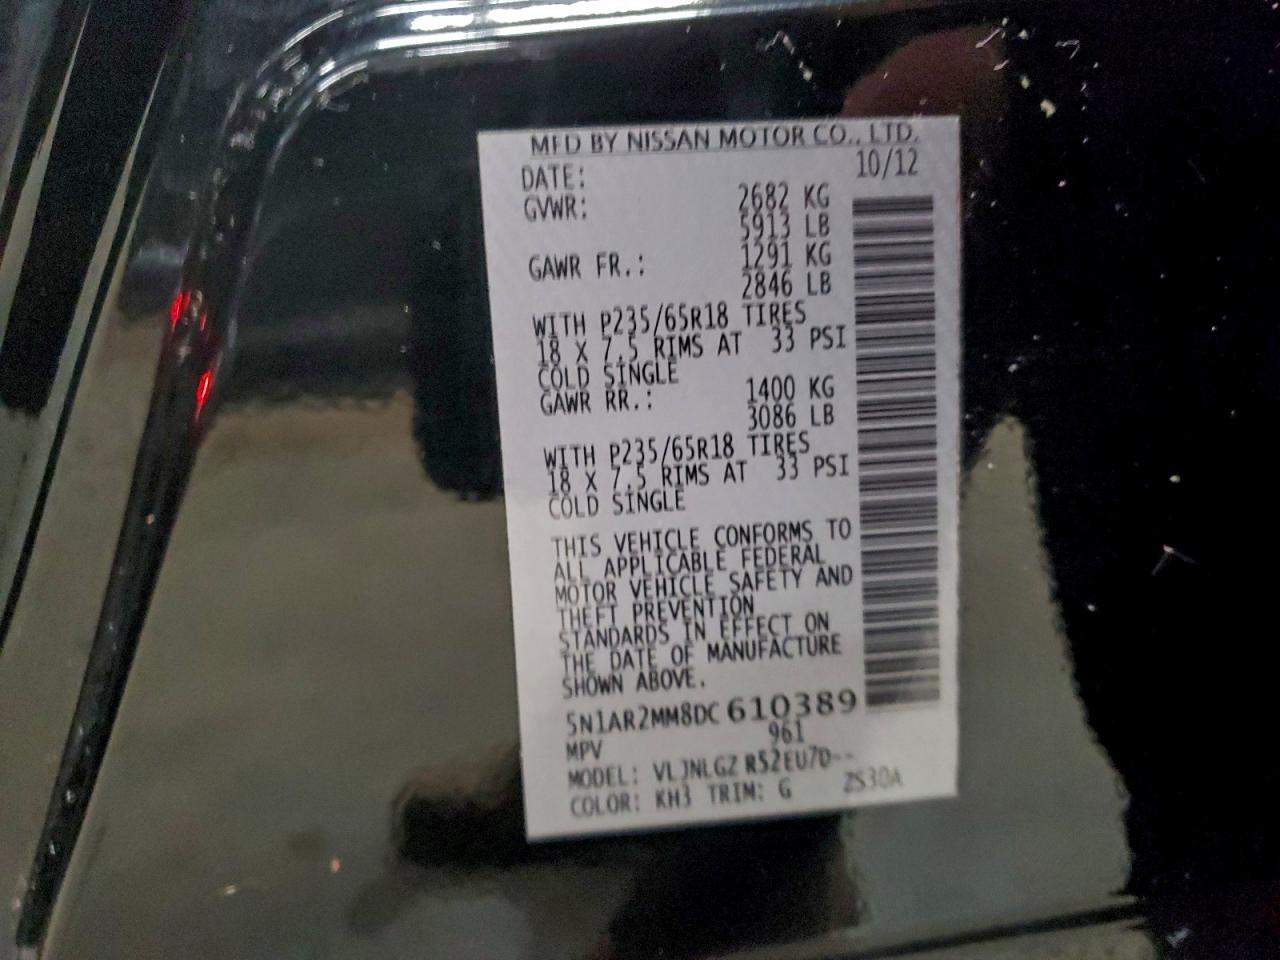 MFD BY NISSAN MOTOR CO., LTD.
DATE: 10/12
GVWR: 2682 KG
5913 LB
GAWR FR.: 1291 KG
2846 LB
WITH P235/65R18 TIRES
18 X 7.5 RIMS AT 33 PSI
COLD SINGLE
GAWR RR.: 1400 KG
3086 LB
WITH P235/65R18 TIRES
18 X 7.5 RIMS AT 33 PSI
COLD SINGLE
THIS VEHICLE CONFORMS TO
ALL APPLICABLE FEDERAL
MOTOR VEHICLE SAFETY AND
THEFT PREVENTION
STANDARDS IN EFFECT ON
THE DATE OF MANUFACTURE
SHOWN ABOVE.
5N1AR2MM8DC 610389
MPV 961
MODEL: VLJNLGZ R52EU7D--
COLOR: KH3 TRIM: G ZS30A